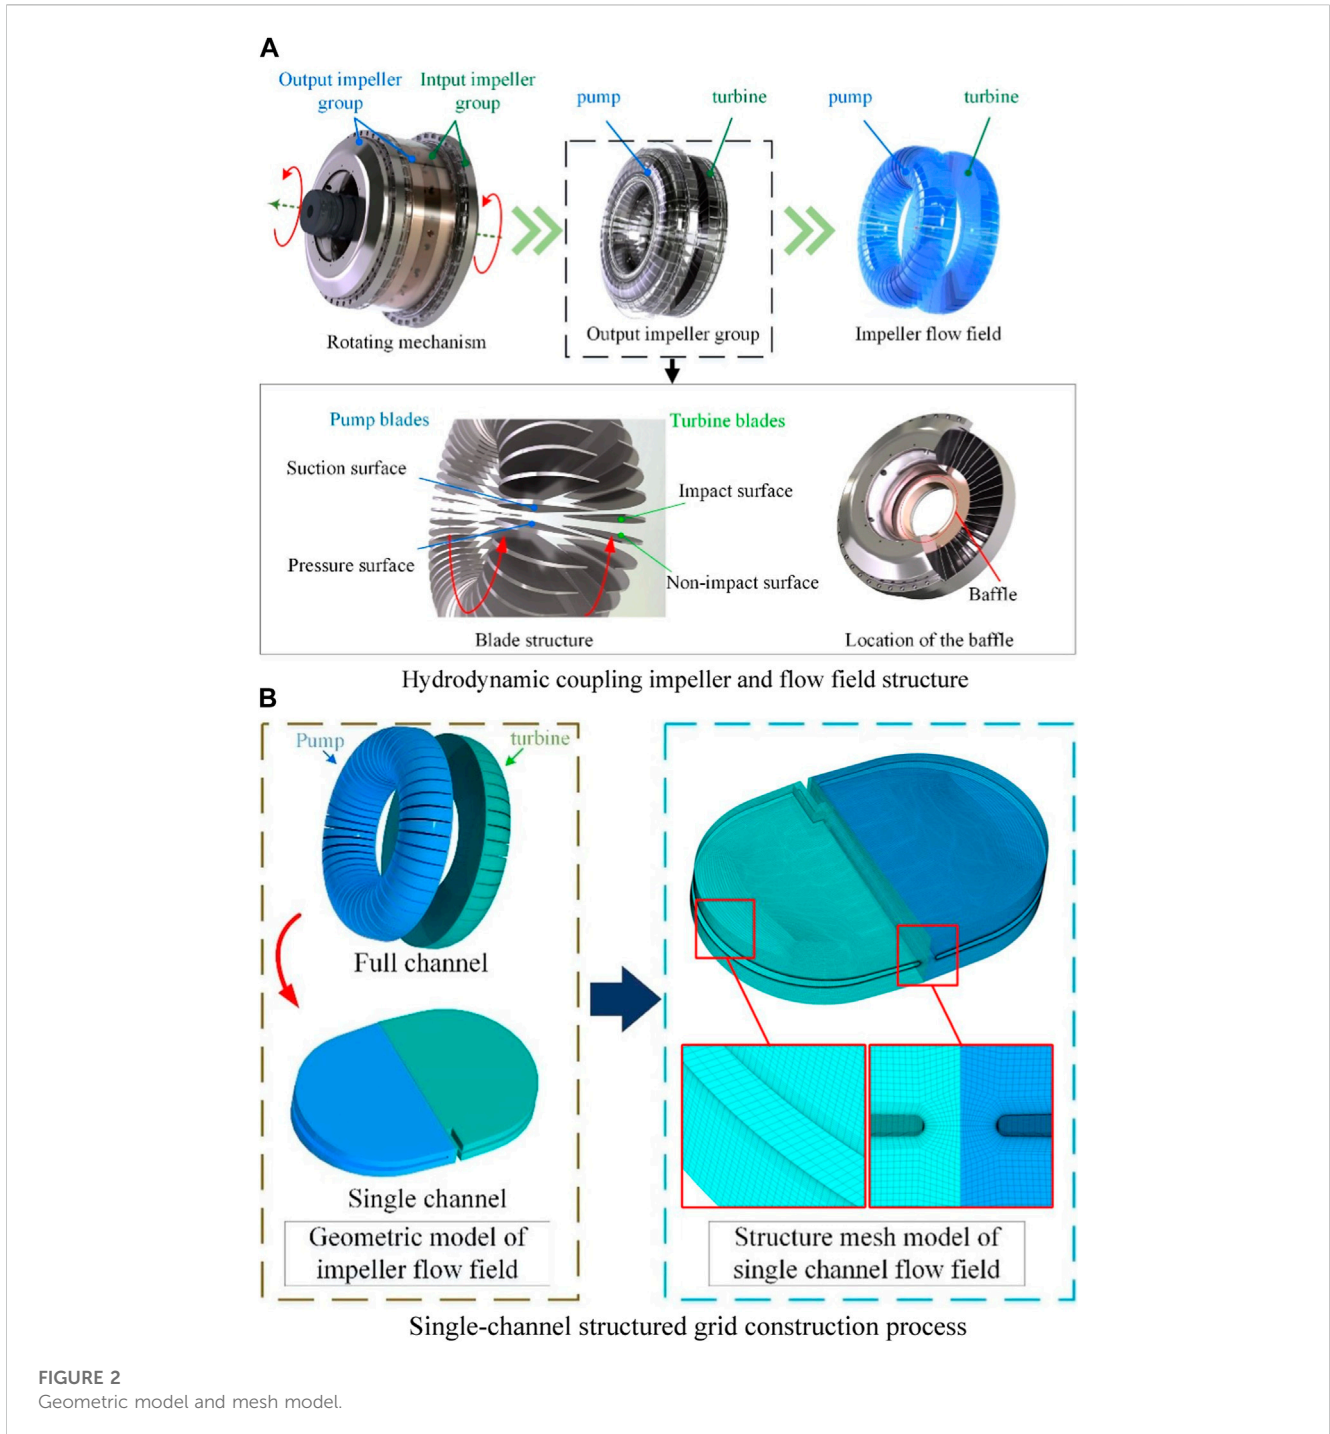 A
Output impeller group
Intput impeller group
pump
turbine
pump
turbine
Rotating mechanism
Output impeller group
Impeller flow field
Pump blades
Turbine blades
Suction surface
Impact surface
Pressure surface
Non-impact surface
Baffle
Blade structure
Location of the baffle
Hydrodynamic coupling impeller and flow field structure
B
Pump
turbine
Full channel
Single channel
Geometric model of
impeller flow field
Structure mesh model of
single channel flow field
Single-channel structured grid construction process
FIGURE 2
Geometric model and mesh model.